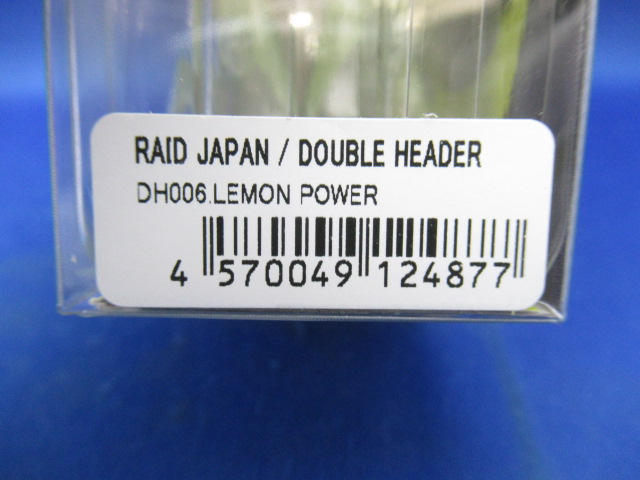 RAID JAPAN / DOUBLE HEADER
DH006.LEMON POWER
4 570049 124877